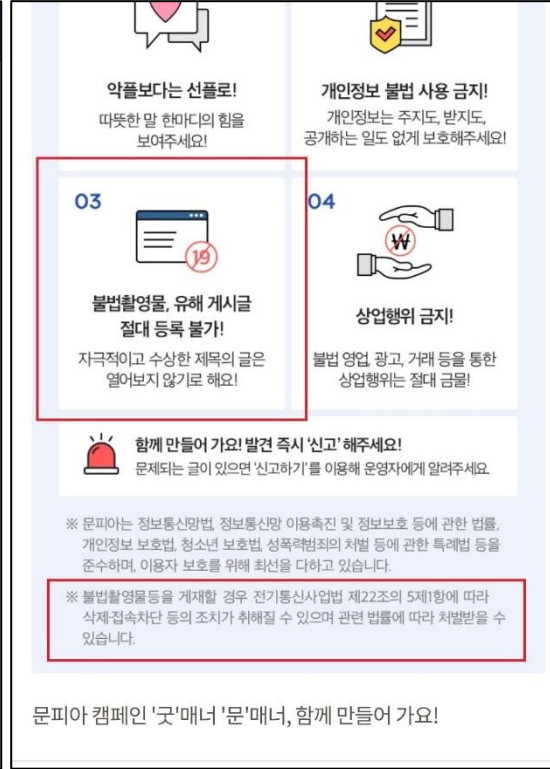 악플보다는 선플로!
따뜻한 말 한마디의 힘을
보여주세요!
개인정보 불법 사용 금지!
개인정보는 주지도, 받지도,
공개하는 일도 없게 보호해주세요!
03
19
불법촬영물, 유해 게시글
절대 등록 불가!
자극적이고 수상한 제목의 글은
열어보지 않기로 해요!
04
₩
상업행위 금지!
불법 영업, 광고, 거래 등을 통한
상업행위는 절대 금물!
함께 만들어 가요! 발견 즉시 '신고' 해주세요!
문제되는 글이 있으면 '신고하기'를 이용해 운영자에게 알려주세요.
※ 문피아는 정보통신망법, 정보통신망 이용촉진 및 정보보호 등에 관한 법률,
개인정보 보호법, 청소년 보호법, 성폭력범죄의 처벌 등에 관한 특례법 등을
준수하며, 이용자 보호를 위해 최선을 다하고 있습니다.
※ 불법촬영물등을 게재할 경우 전기통신사업법 제22조의 5제1항에 따라
삭제·접속차단 등의 조치가 취해질 수 있으며 관련 법률에 따라 처벌받을 수
있습니다.
문피아 캠페인 '굿'매너 '문'매너, 함께 만들어 가요!